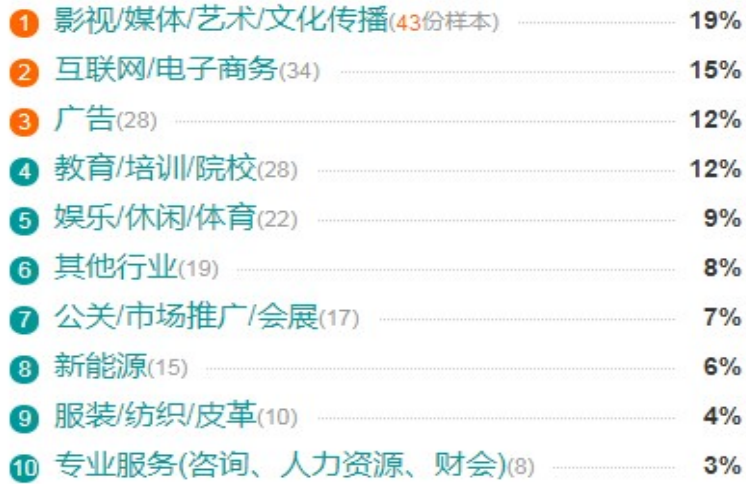 1 影视/媒体/艺术/文化传播(43份样本) 19%
2 互联网/电子商务(34) 15%
3 广告(28) 12%
4 教育/培训/院校(28) 12%
5 娱乐/休闲/体育(22) 9%
6 其他行业(19) 8%
7 公关/市场推广/会展(17) 7%
8 新能源(15) 6%
9 服装/纺织/皮革(10) 4%
10 专业服务(咨询、人力资源、财会)(8) 3%